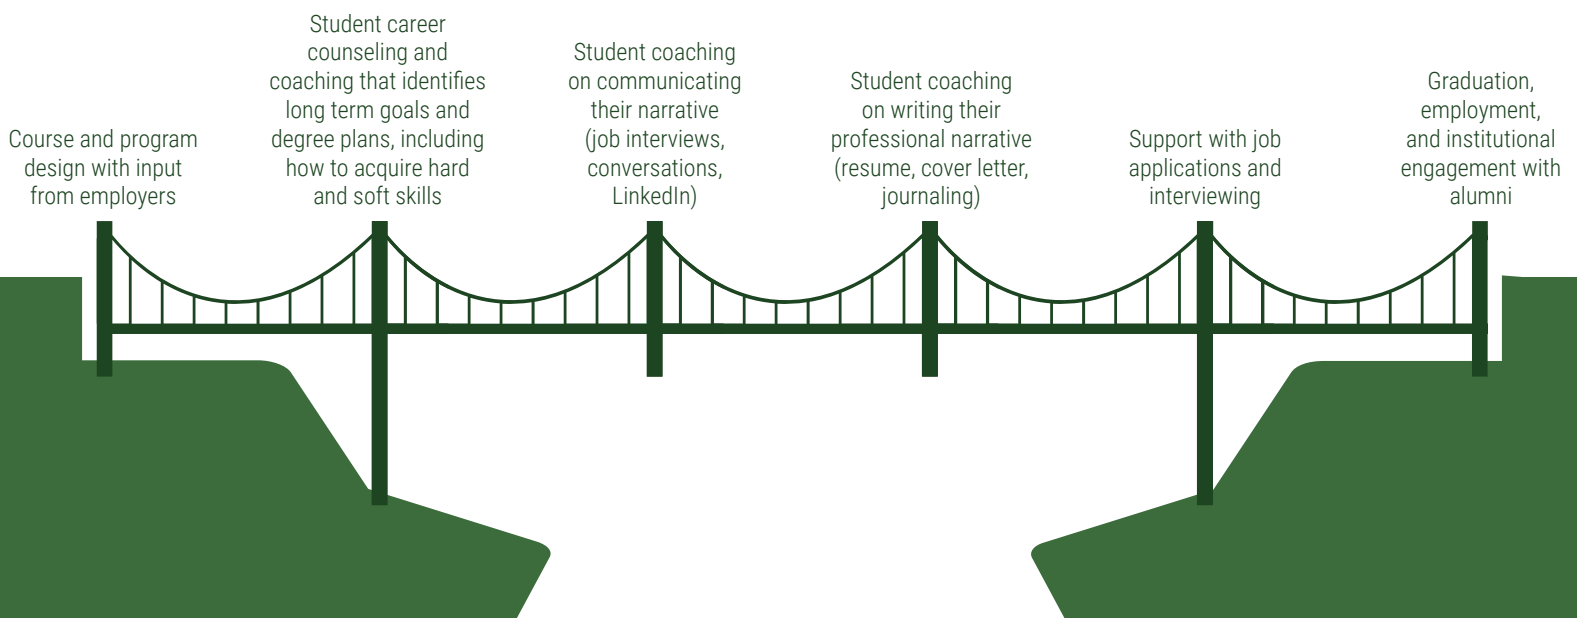 Course and program
design with input
from employers
Student career
counseling and
coaching that identifies
long term goals and
degree plans, including
how to acquire hard
and soft skills
Student coaching
on communicating
their narrative
(job interviews,
conversations,
LinkedIn)
Student coaching
on writing their
professional narrative
(resume, cover letter,
journaling)
Support with job
applications and
interviewing
Graduation,
employment,
and institutional
engagement with
alumni